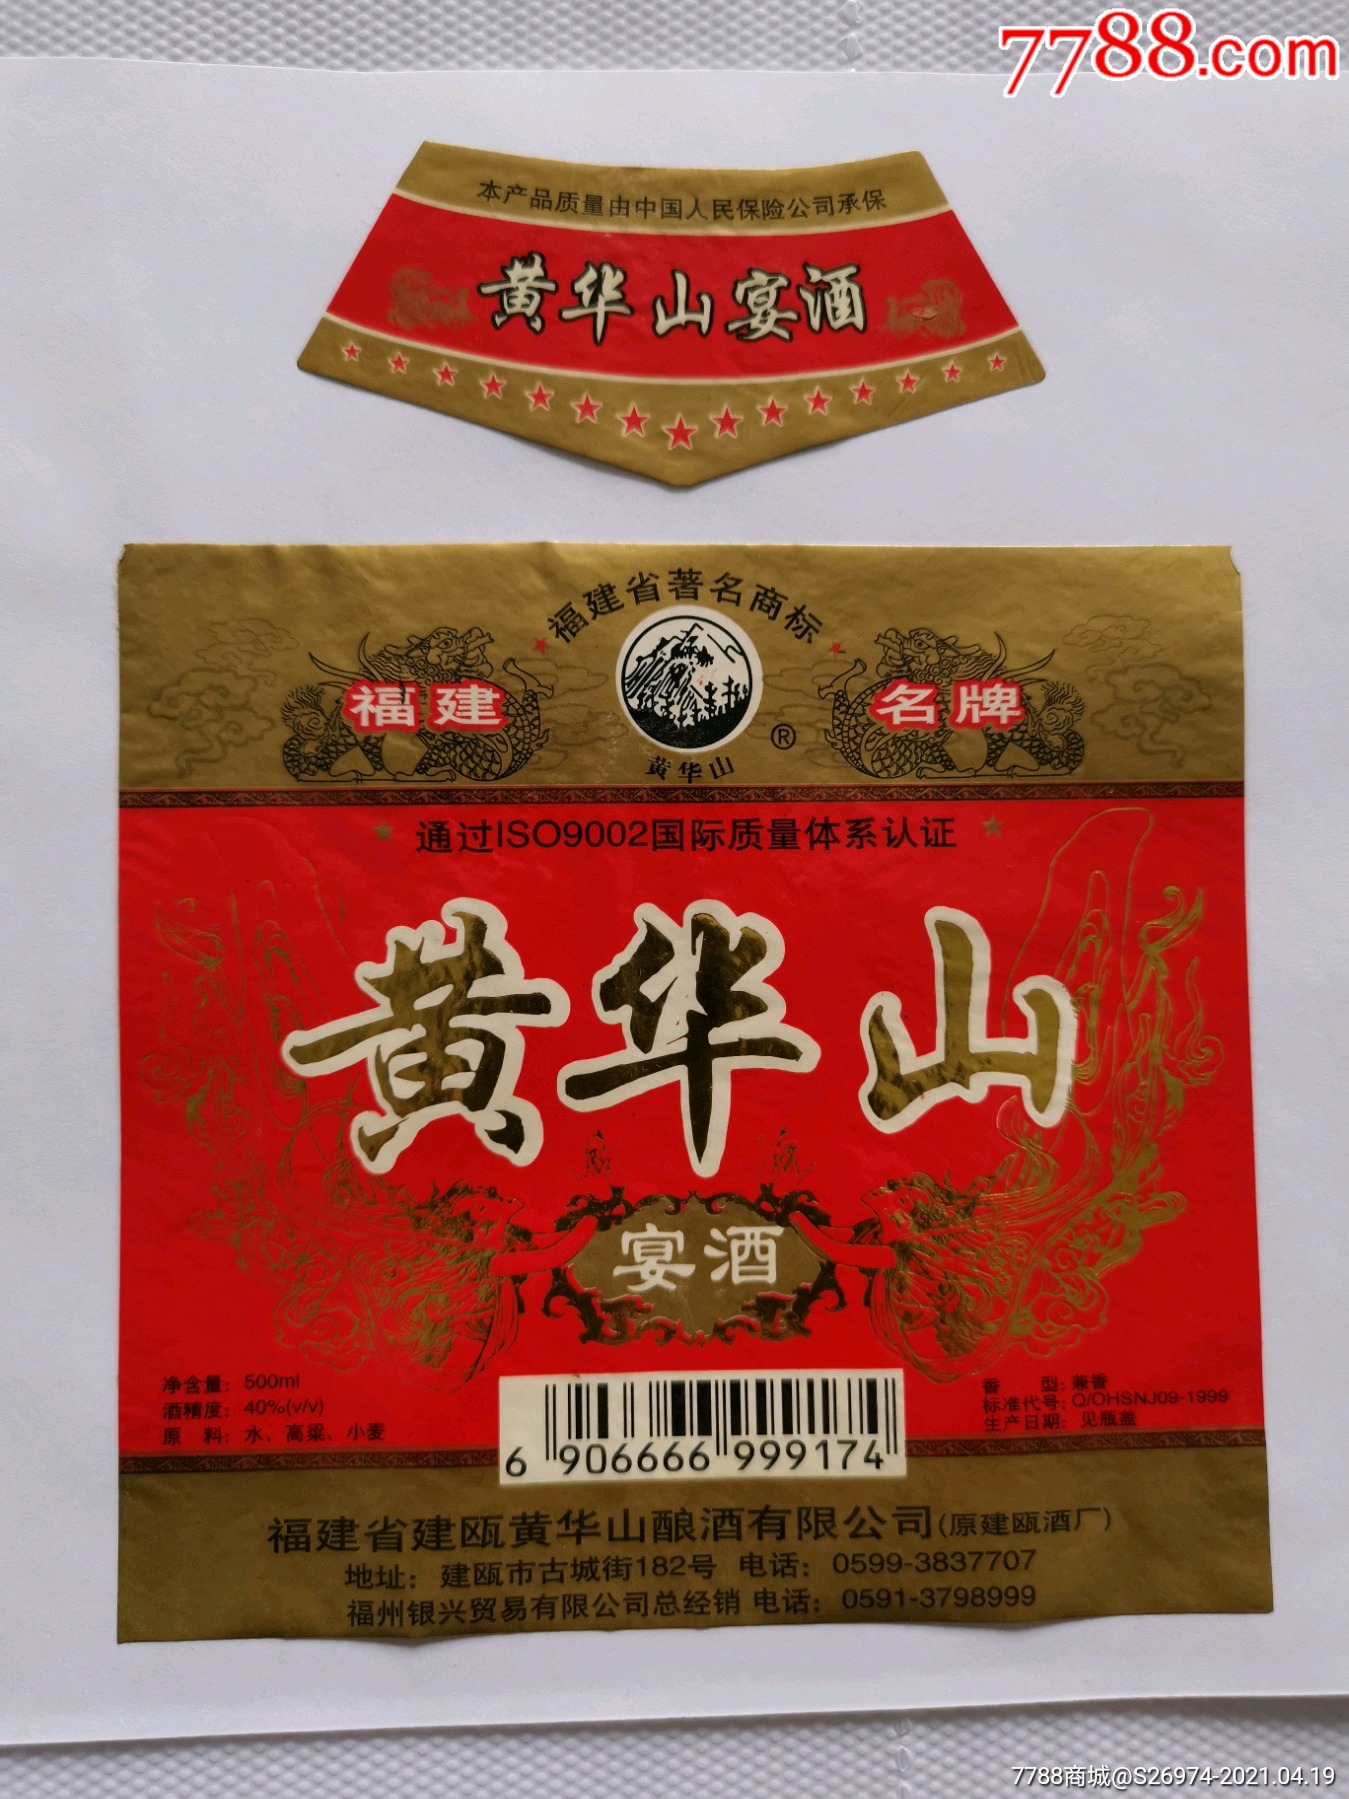 7788.com
本产品质量由中国人民保险公司承保
黄华山宴酒
福建省著名商标
福建
名牌
®
黄华山
通过ISO9002国际质量体系认证
黄华山
宴酒
净含量：500ml
酒精度：40%(v/v)
原　料：水、高粱、小麦
香　型：兼香
标准代号：Q/OHSNJ09-1999
生产日期：见瓶盖
6 906666 999174
福建省建瓯黄华山酿酒有限公司(原建瓯酒厂)
地址：建瓯市古城街182号 电话：0599-3837707
福州银兴贸易有限公司总经销 电话：0591-3798999
7788商城@S26974-2021.04.19